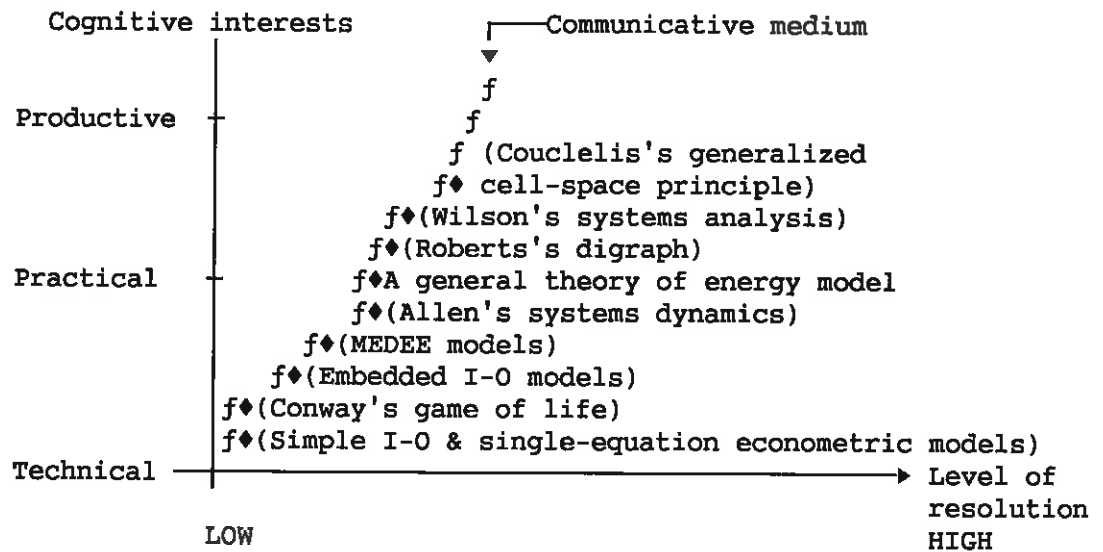 Cognitive interests
Communicative medium
ƒ
Productive
ƒ
ƒ (Couclelis's generalized
ƒ♦ cell-space principle)
ƒ♦(Wilson's systems analysis)
ƒ♦(Roberts's digraph)
Practical
ƒ♦A general theory of energy model
ƒ♦(Allen's systems dynamics)
ƒ♦(MEDEE models)
ƒ♦(Embedded I-O models)
ƒ♦(Conway's game of life)
ƒ♦(Simple I-O & single-equation econometric models)
Technical
Level of
resolution
LOW
HIGH